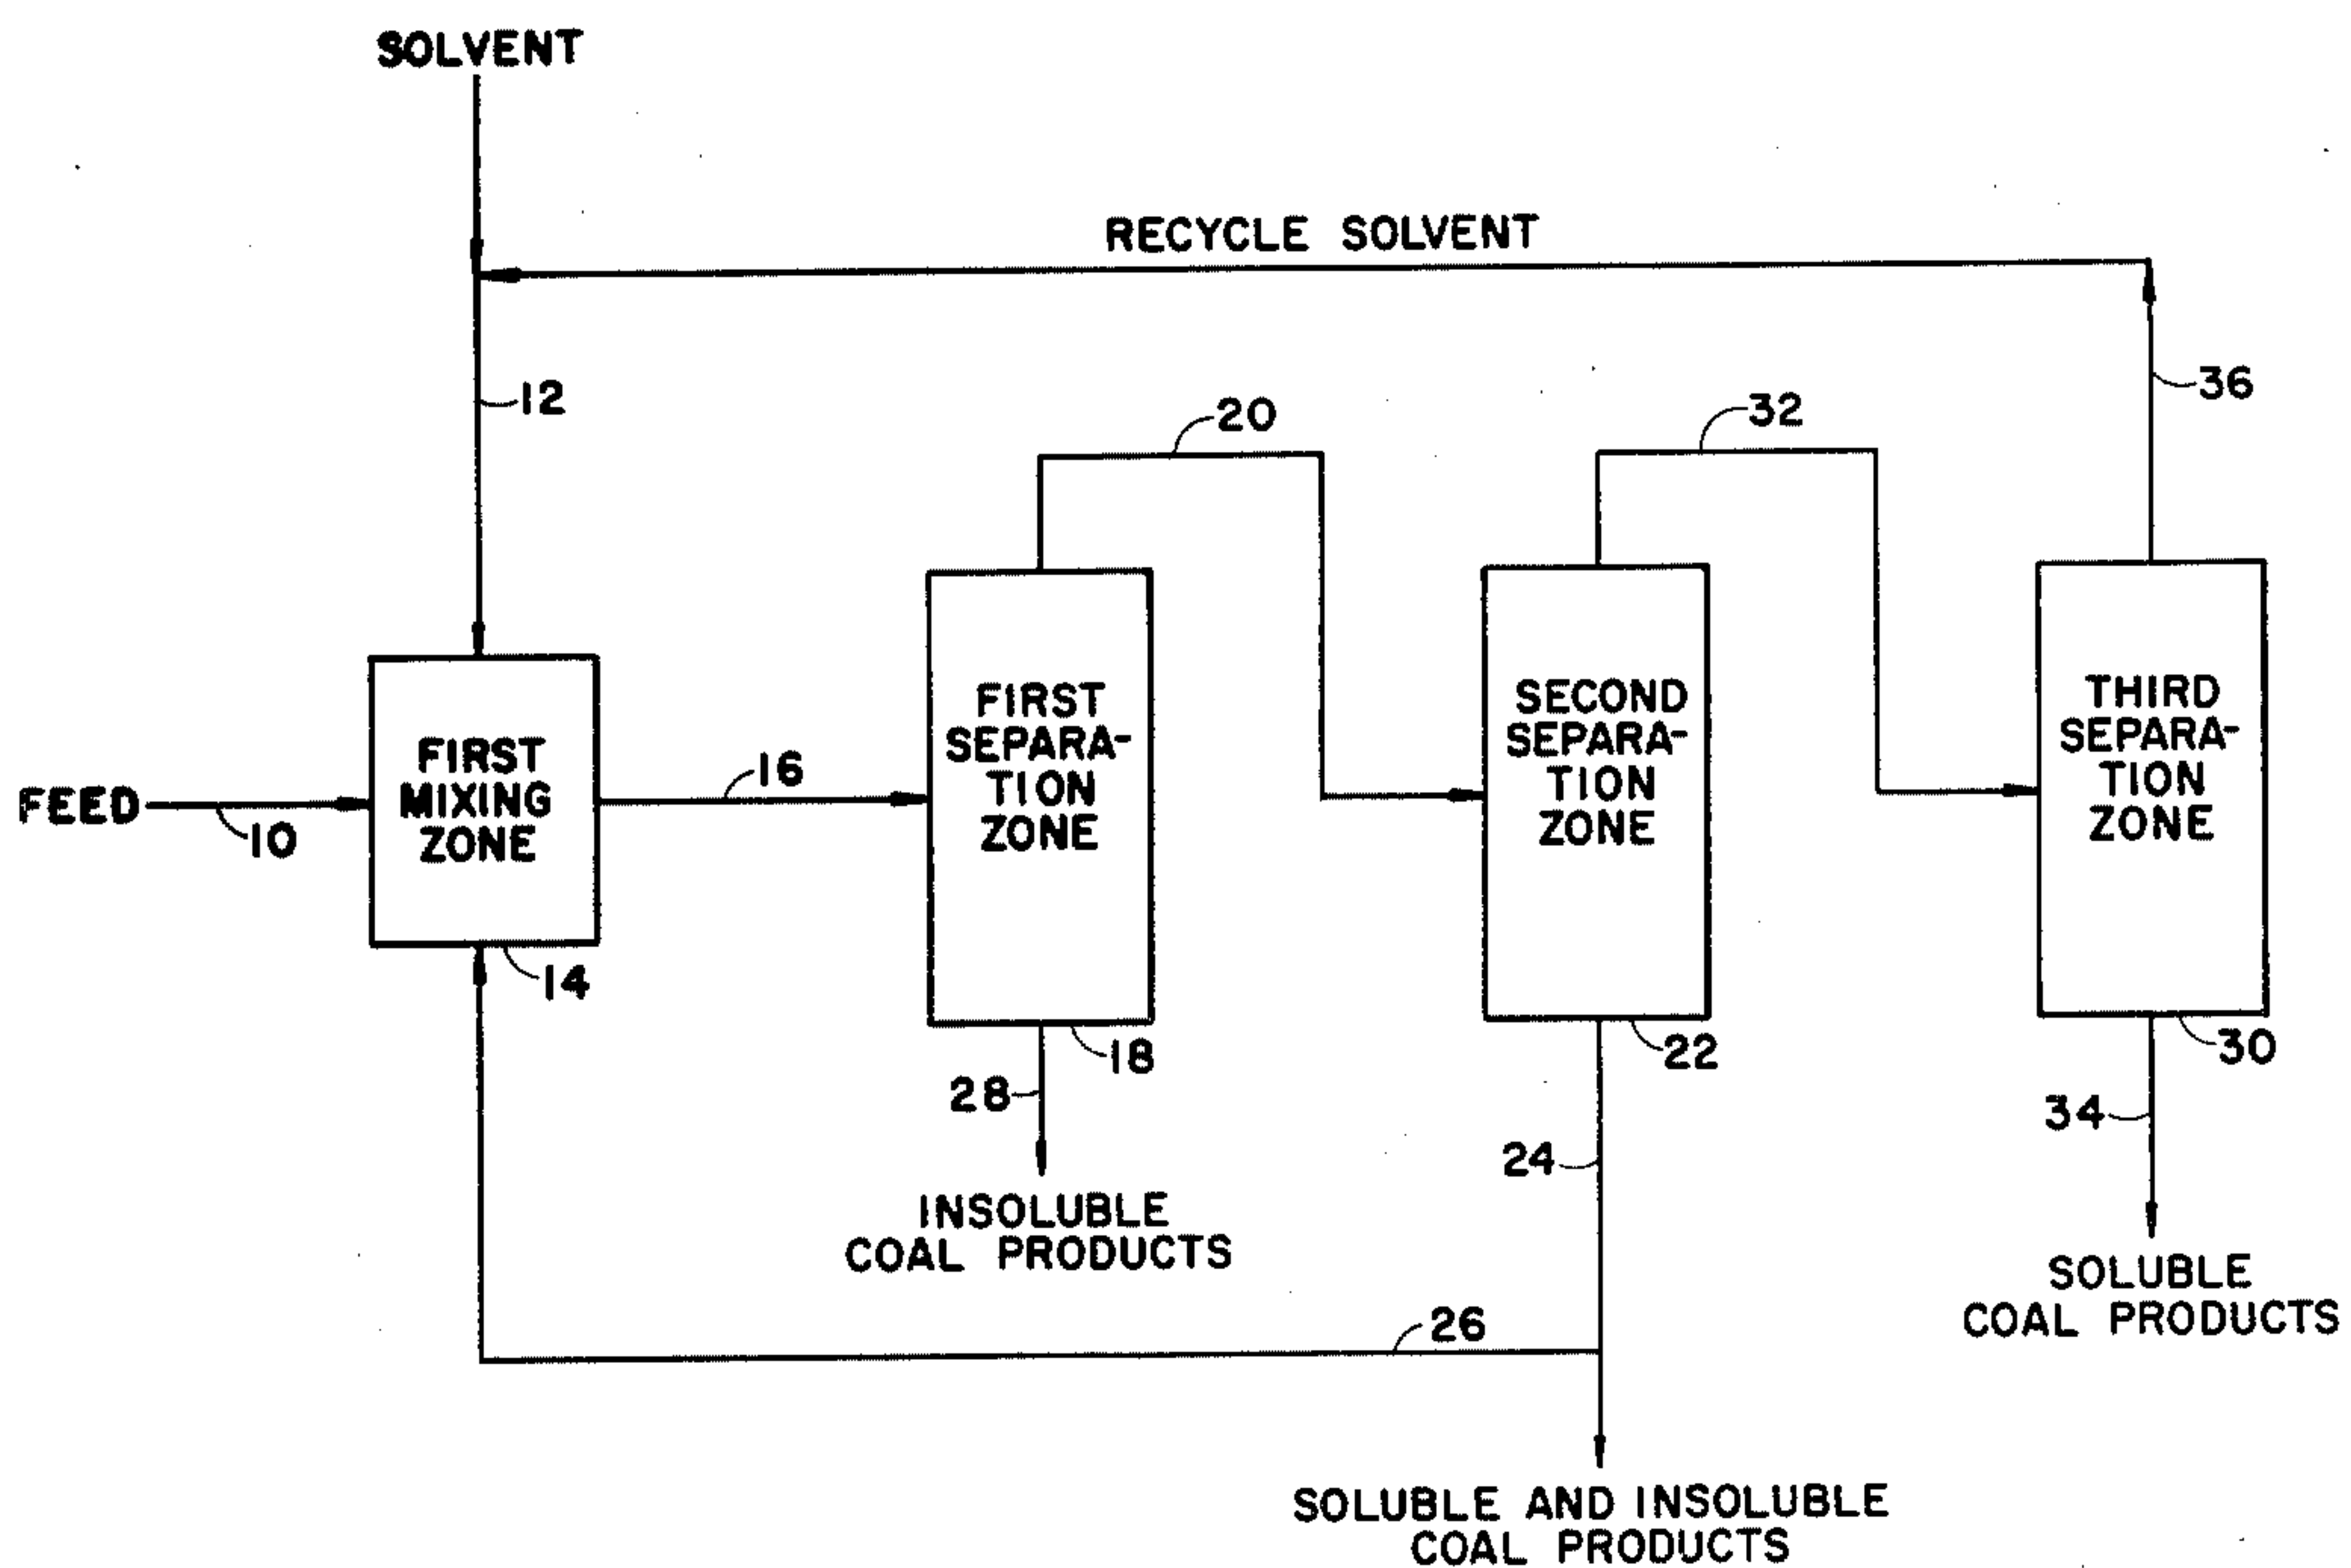 SOLVENT
RECYCLE SOLVENT
12
20
32
36
FEED
10
FIRST
MIXING
ZONE
14
16
FIRST
SEPARA-
TION
ZONE
18
28
INSOLUBLE
COAL PRODUCTS
SECOND
SEPARA-
TION
ZONE
22
24
26
SOLUBLE AND INSOLUBLE
COAL PRODUCTS
THIRD
SEPARA-
TION
ZONE
30
34
SOLUBLE
COAL PRODUCTS